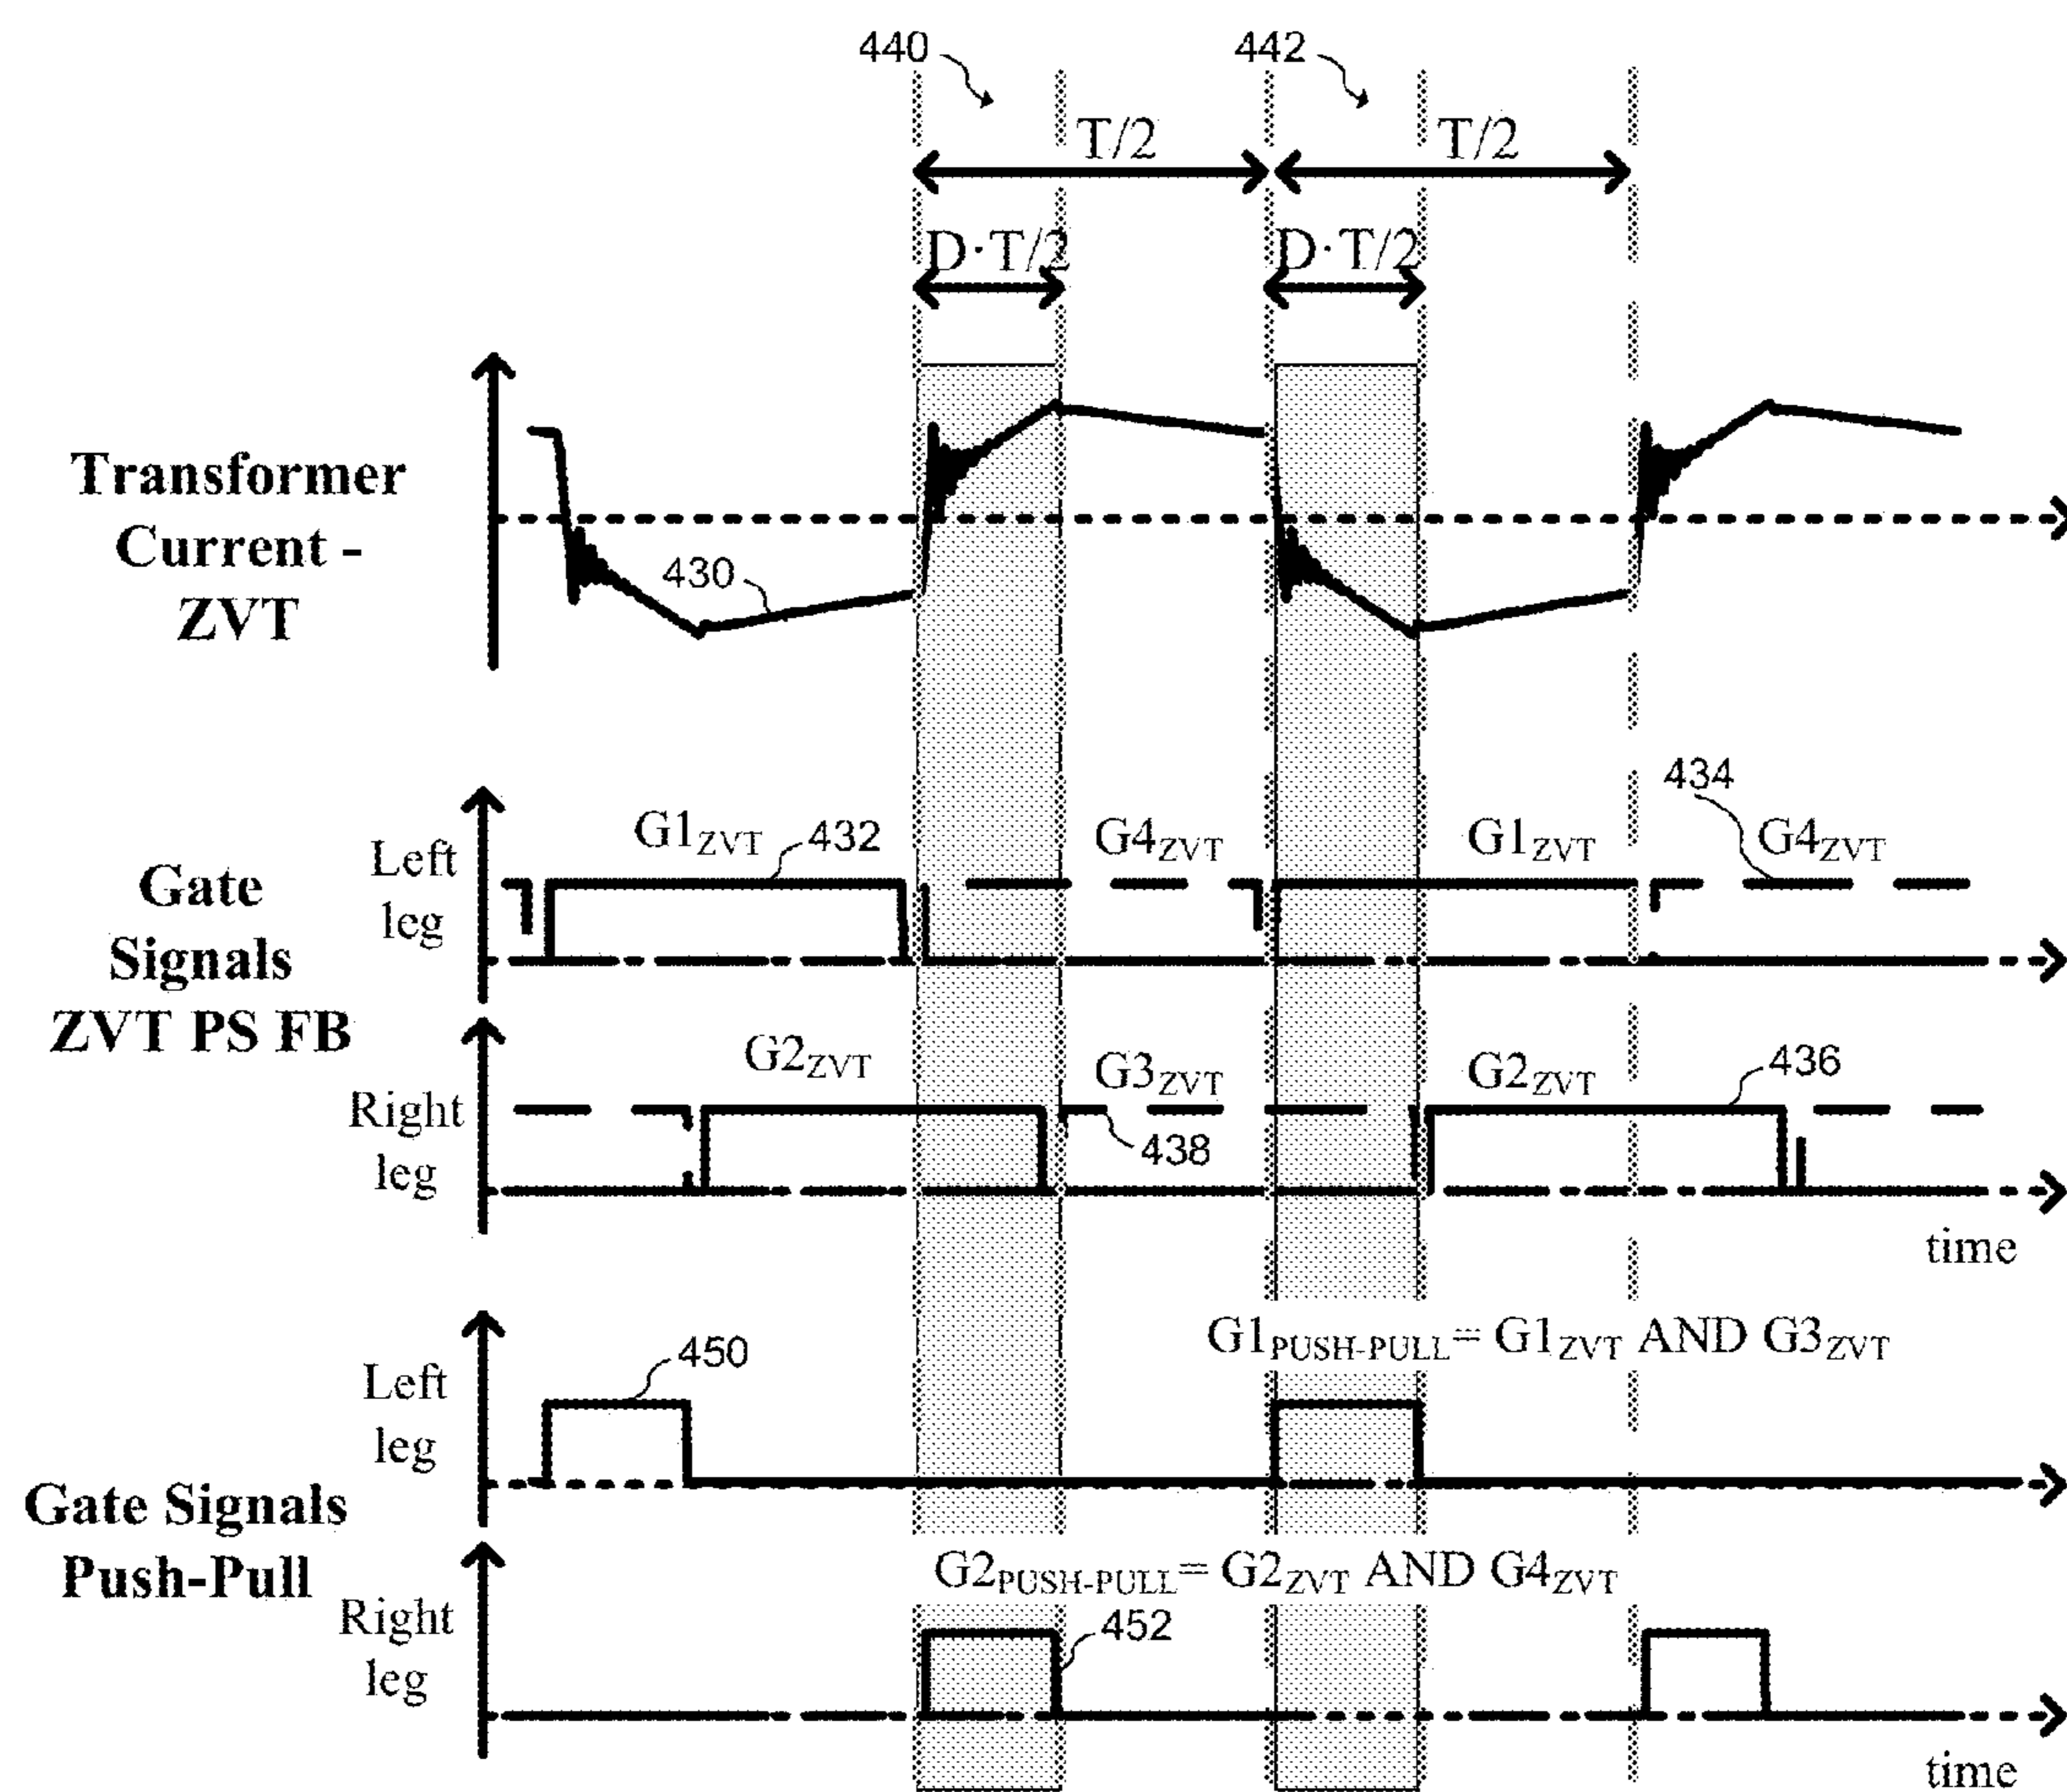 440
442
T/2
T/2
D·T/2
D·T/2
Transformer
Current -
ZVT
430
Gate
Signals
ZVT PS FB
Left
leg
G1ZVT
432
G4ZVT
G1ZVT
434
G4ZVT
Right
leg
G2ZVT
G3ZVT
438
G2ZVT
436
time
Gate Signals
Push-Pull
Left
leg
450
G1PUSH-PULL= G1ZVT AND G3ZVT
Right
leg
G2PUSH-PULL= G2ZVT AND G4ZVT
452
time